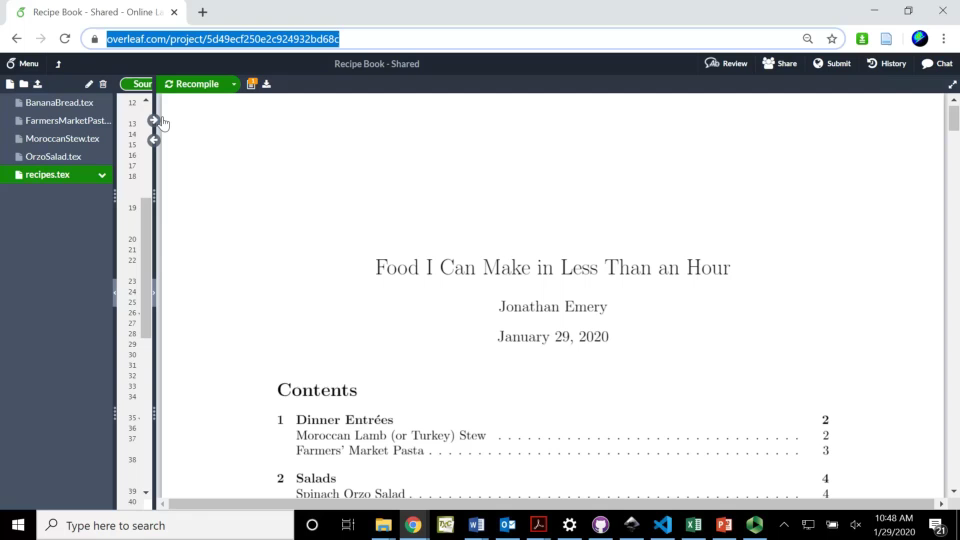 Recipe Book - Shared - Online La
overleaf.com/project/5d49ecf250e2c924932bd68c
Menu
Recipe Book - Shared
Review
Share
Submit
History
Chat
Sour
Recompile
BananaBread.tex
FarmersMarketPast...
MoroccanStew.tex
OrzoSalad.tex
recipes.tex
12
13
14
15
16
17
18
19
20
21
22
23
24
25
26
27
28
29
30
31
32
33
34
35
36
37
38
39
40
Food I Can Make in Less Than an Hour
Jonathan Emery
January 29, 2020
Contents
1 Dinner Entrées 2
Moroccan Lamb (or Turkey) Stew . . . . . . . . . . . . . . . . . . . . . . . . . . . . . 2
Farmers' Market Pasta . . . . . . . . . . . . . . . . . . . . . . . . . . . . . . . . . . . 3
2 Salads 4
Spinach Orzo Salad . . . . . . . . . . . . . . . . . . . . . . . . . . . . . . . . . . . . . 4
Type here to search
10:48 AM
1/29/2020
21